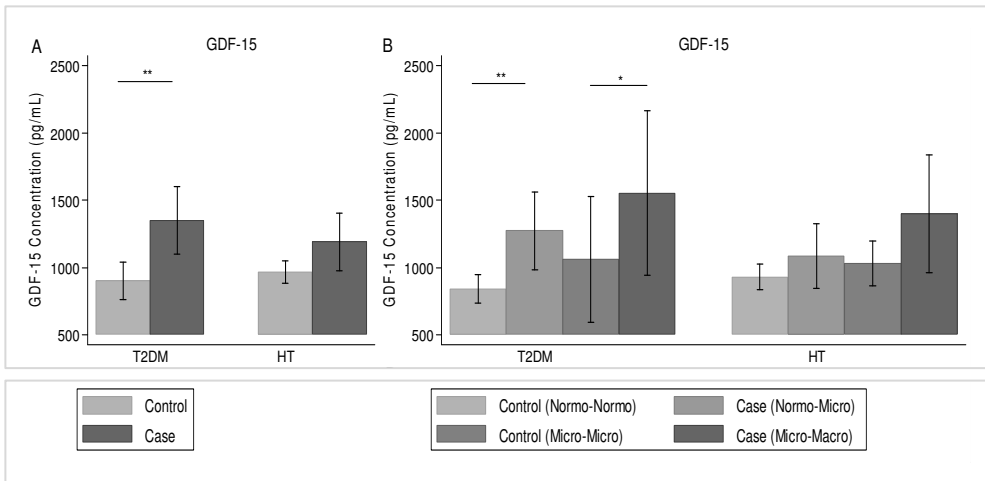 A
GDF-15
GDF-15 Concentration (pg/mL)
2500
2000
1500
1000
500
**
T2DM
HT
B
GDF-15
GDF-15 Concentration (pg/mL)
2500
2000
1500
1000
500
**
*
T2DM
HT
Control
Case
Control (Normo-Normo)
Case (Normo-Micro)
Control (Micro-Micro)
Case (Micro-Macro)